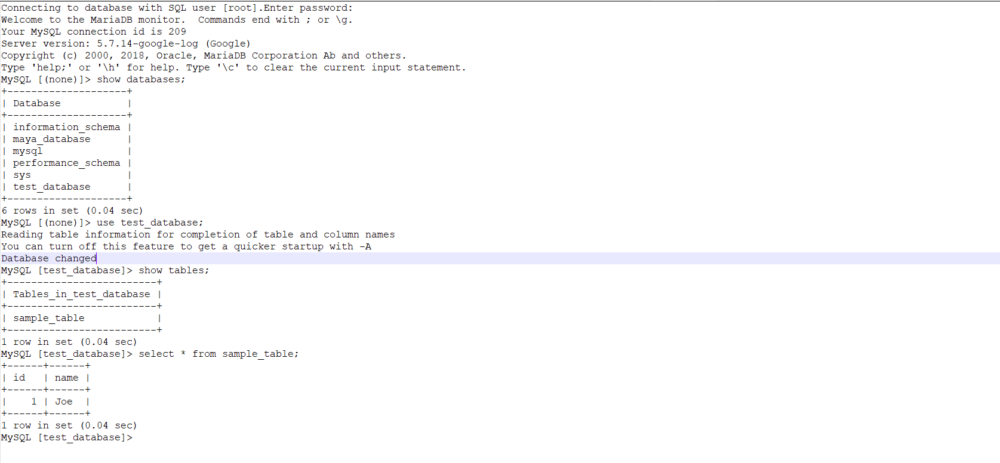 Connecting to database with SQL user [root].Enter password:
Welcome to the MariaDB monitor.  Commands end with ; or \g.
Your MySQL connection id is 209
Server version: 5.7.14-google-log (Google)
Copyright (c) 2000, 2018, Oracle, MariaDB Corporation Ab and others.
Type 'help;' or '\h' for help. Type '\c' to clear the current input statement.
MySQL [(none)]> show databases;
+--------------------+
| Database           |
+--------------------+
| information_schema |
| maya_database      |
| mysql              |
| performance_schema |
| sys                |
| test_database      |
+--------------------+
6 rows in set (0.04 sec)
MySQL [(none)]> use test_database;
Reading table information for completion of table and column names
You can turn off this feature to get a quicker startup with -A
Database changed
MySQL [test_database]> show tables;
+-------------------------+
| Tables_in_test_database |
+-------------------------+
| sample_table            |
+-------------------------+
1 row in set (0.04 sec)
MySQL [test_database]> select * from sample_table;
+------+------+
| id   | name |
+------+------+
|    1 | Joe  |
+------+------+
1 row in set (0.04 sec)
MySQL [test_database]>